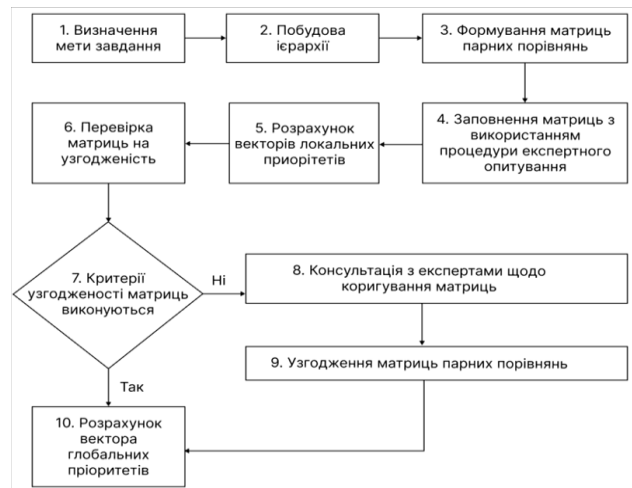 1. Визначення
мети завдання
2. Побудова
ієрархії
3. Формування матриць
парних порівнянь
4. Заповнення матриць з
використанням
процедури експертного
опитування
5. Розрахунок
векторів локальних
приорітетів
6. Перевірка
матриць на
узгодженість
7. Критерії
узгодженості матриць
виконуються
Ні
8. Консультація з експертами щодо
коригування матриць
9. Узгодження матриць парних порівнянь
Так
10. Розрахунок
вектора
глобальних
пріоритетів